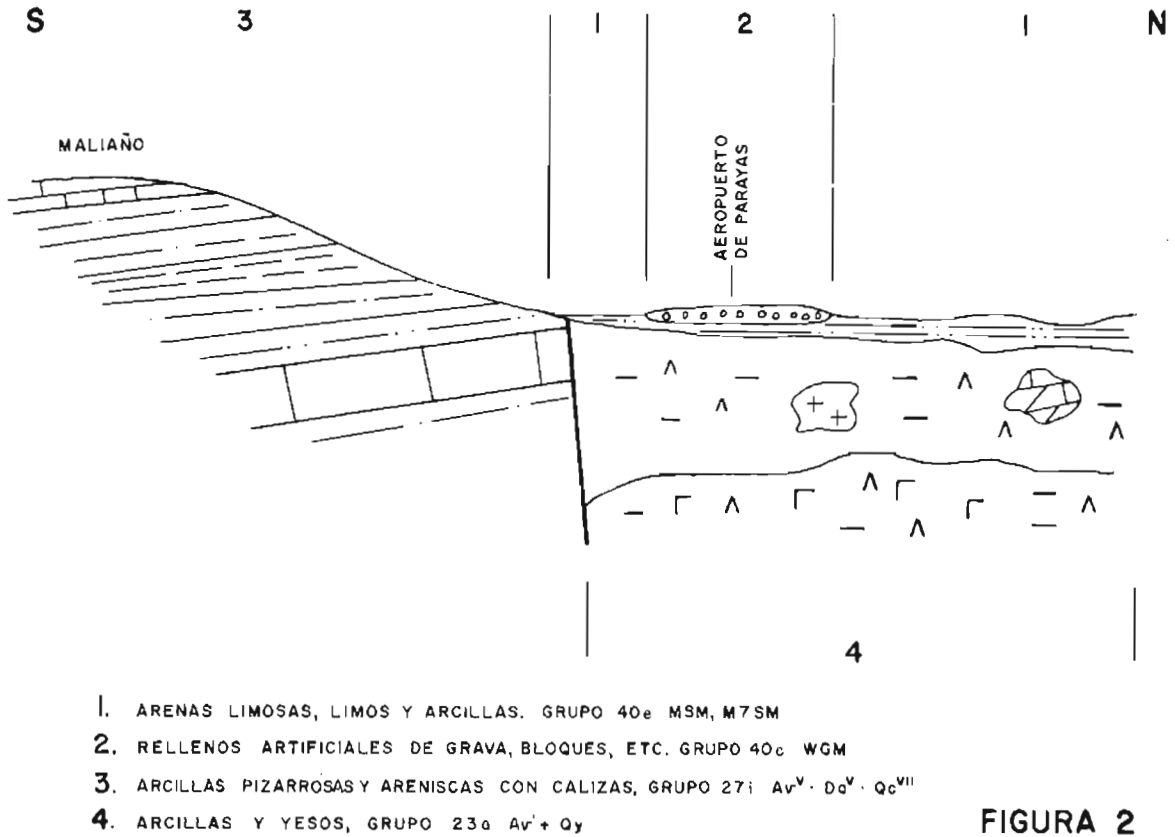 S 3 1 2 1 N
MALIAÑO
AEROPUERTO
DE PARAYAS
4
1. ARENAS LIMOSAS, LIMOS Y ARCILLAS. GRUPO 40e MSM, M7SM
2. RELLENOS ARTIFICIALES DE GRAVA, BLOQUES, ETC. GRUPO 40c WGM
3. ARCILLAS PIZARROSAS Y ARENISCAS CON CALIZAS, GRUPO 27i Av^V · Da^V · Qc^VII
4. ARCILLAS Y YESOS, GRUPO 23a Av' + Qy
FIGURA 2